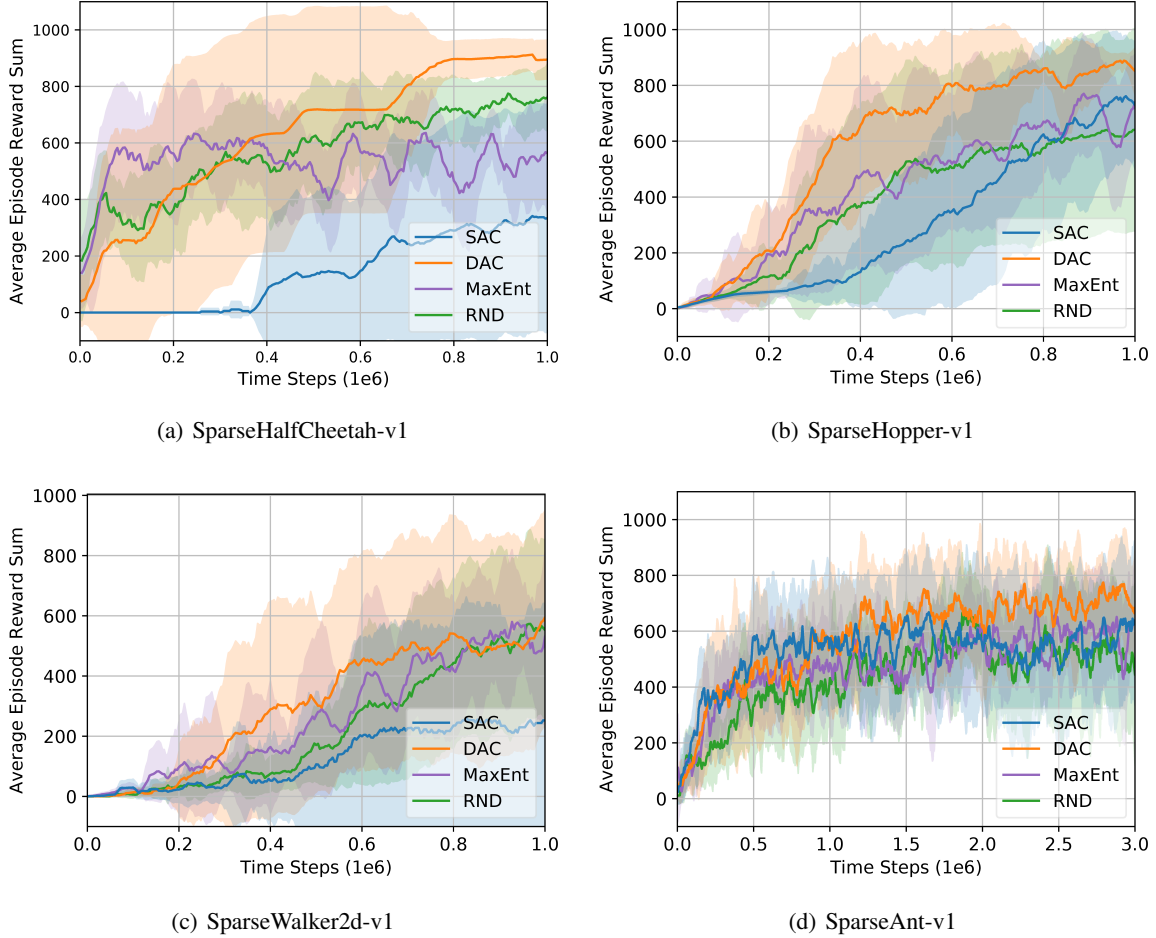 Average Episode Reward Sum
1000
800
600
400
200
0
0.0 0.2 0.4 0.6 0.8 1.0
Time Steps (1e6)
SAC
DAC
MaxEnt
RND
(a) SparseHalfCheetah-v1
Average Episode Reward Sum
1000
800
600
400
200
0
0.0 0.2 0.4 0.6 0.8 1.0
Time Steps (1e6)
SAC
DAC
MaxEnt
RND
(b) SparseHopper-v1
Average Episode Reward Sum
1000
800
600
400
200
0
0.0 0.2 0.4 0.6 0.8 1.0
Time Steps (1e6)
SAC
DAC
MaxEnt
RND
(c) SparseWalker2d-v1
Average Episode Reward Sum
1000
800
600
400
200
0
0.0 0.5 1.0 1.5 2.0 2.5 3.0
Time Steps (1e6)
SAC
DAC
MaxEnt
RND
(d) SparseAnt-v1